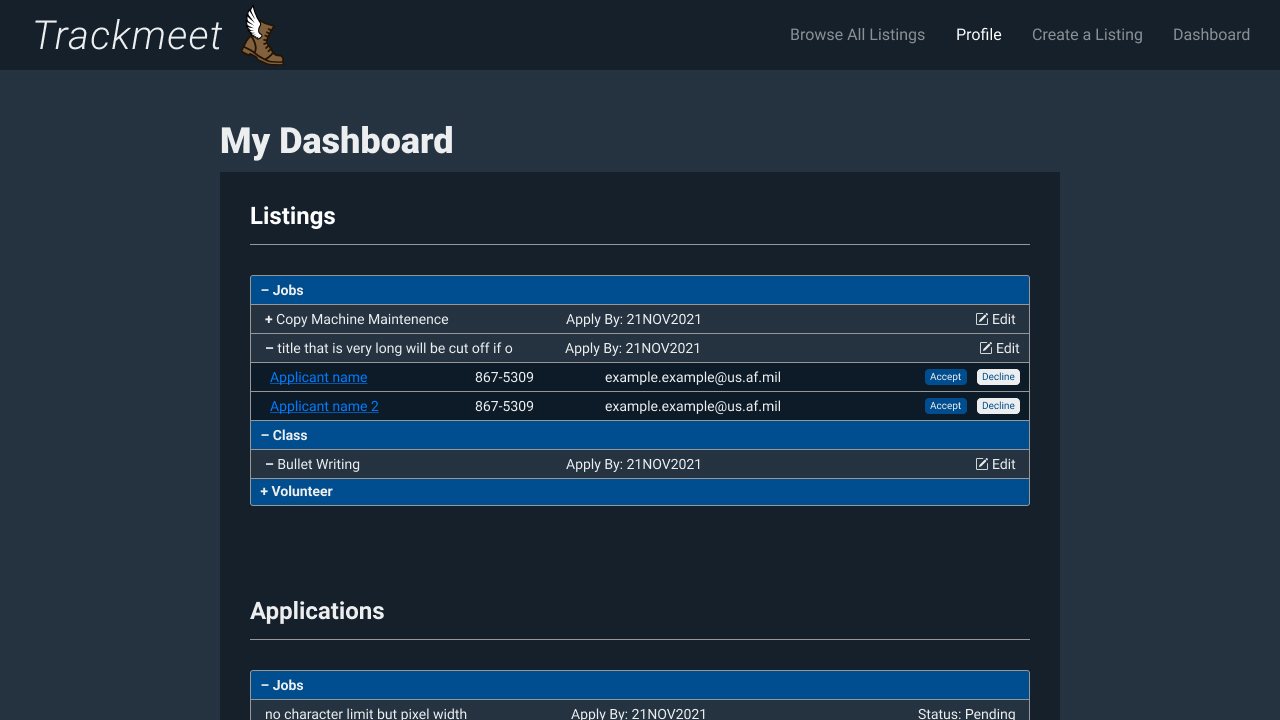 Trackmeet
Browse All Listings Profile Create a Listing Dashboard
My Dashboard
Listings
– Jobs
+ Copy Machine Maintenence Apply By: 21NOV2021 Edit
– title that is very long will be cut off if o Apply By: 21NOV2021 Edit
Applicant name 867-5309 example.example@us.af.mil Accept Decline
Applicant name 2 867-5309 example.example@us.af.mil Accept Decline
– Class
– Bullet Writing Apply By: 21NOV2021 Edit
+ Volunteer
Applications
– Jobs
no character limit but pixel width Apply By: 21NOV2021 Status: Pending